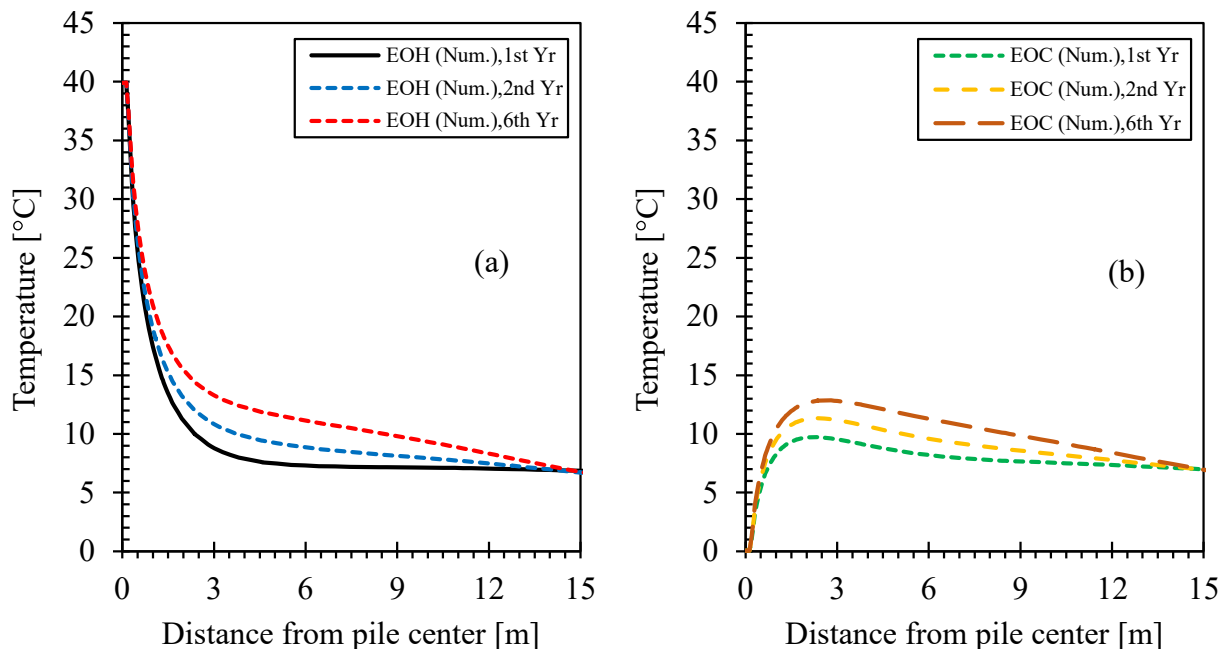 45
40
35
30
25
20
15
10
5
0
Temperature [°C]
EOH (Num.),1st Yr
EOH (Num.),2nd Yr
EOH (Num.),6th Yr
(a)
0 3 6 9 12 15
Distance from pile center [m]
45
40
35
30
25
20
15
10
5
0
Temperature [°C]
EOC (Num.),1st Yr
EOC (Num.),2nd Yr
EOC (Num.),6th Yr
(b)
0 3 6 9 12 15
Distance from pile center [m]